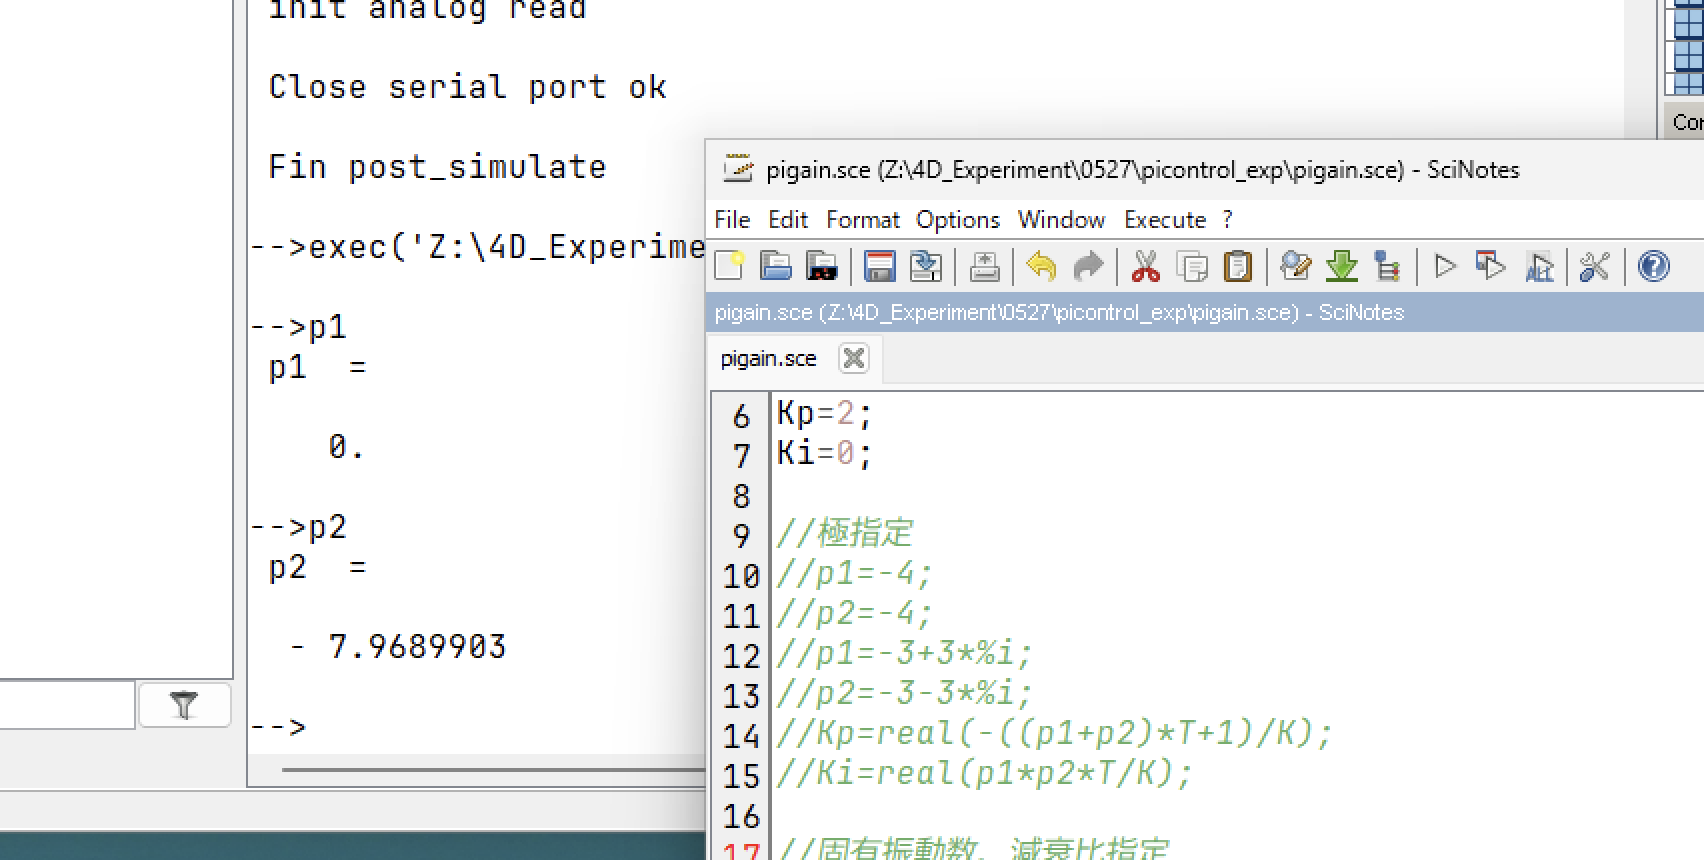 init analog read
Close serial port ok
Fin post_simulate
-->exec('Z:\4D_Experime
-->p1
p1  =
0.
-->p2
p2  =
- 7.9689903
-->
Cor
pigain.sce (Z:\4D_Experiment\0527\picontrol_exp\pigain.sce) - SciNotes
File Edit Format Options Window Execute ?
pigain.sce (Z:\4D_Experiment\0527\picontrol_exp\pigain.sce) - SciNotes
pigain.sce
6 Kp=2;
7 Ki=0;
8
9 //極指定
10 //p1=-4;
11 //p2=-4;
12 //p1=-3+3*%i;
13 //p2=-3-3*%i;
14 //Kp=real(-((p1+p2)*T+1)/K);
15 //Ki=real(p1*p2*T/K);
16
17 //固有振動数、減衰比指定